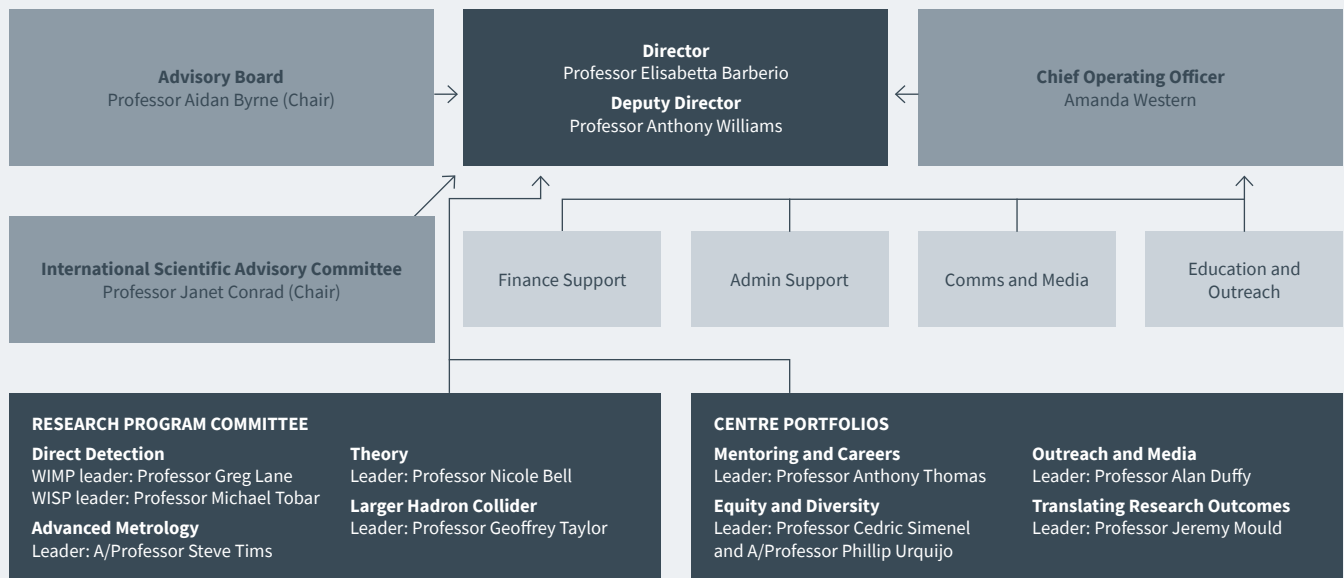 Advisory Board
Professor Aidan Byrne (Chair)
Director
Professor Elisabetta Barberio
Deputy Director
Professor Anthony Williams
Chief Operating Officer
Amanda Western
International Scientific Advisory Committee
Professor Janet Conrad (Chair)
Finance Support
Admin Support
Comms and Media
Education and
Outreach
RESEARCH PROGRAM COMMITTEE
Direct Detection
WIMP leader: Professor Greg Lane
WISP leader: Professor Michael Tobar
Advanced Metrology
Leader: A/Professor Steve Tims
Theory
Leader: Professor Nicole Bell
Larger Hadron Collider
Leader: Professor Geoffrey Taylor
CENTRE PORTFOLIOS
Mentoring and Careers
Leader: Professor Anthony Thomas
Equity and Diversity
Leader: Professor Cedric Simenel
and A/Professor Phillip Urquijo
Outreach and Media
Leader: Professor Alan Duffy
Translating Research Outcomes
Leader: Professor Jeremy Mould